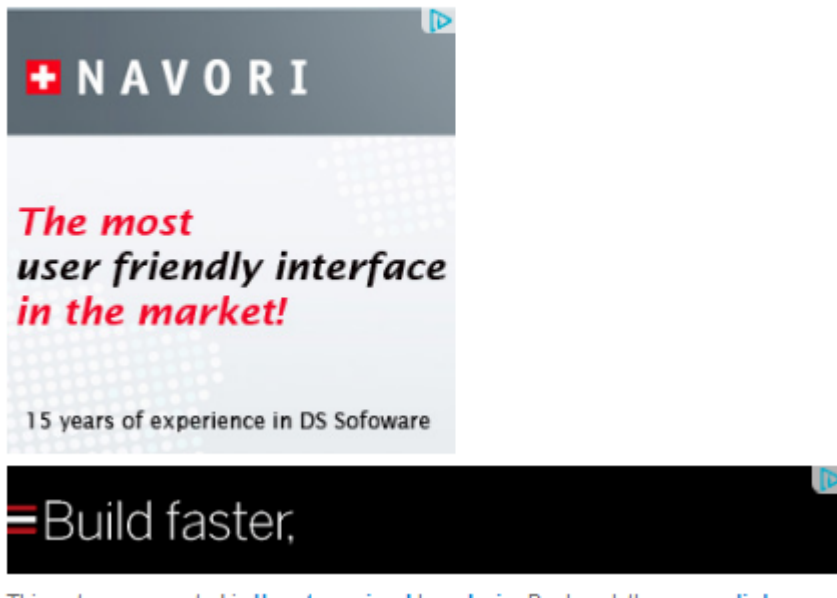 NAVORI
The most
user friendly interface
in the market!
15 years of experience in DS Sofoware
Build faster,